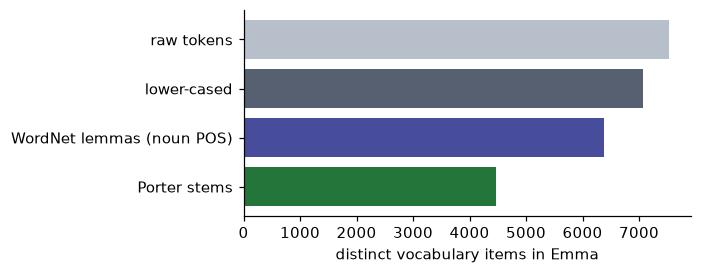 raw tokens
lower-cased
WordNet lemmas (noun POS)
Porter stems
0 1000 2000 3000 4000 5000 6000 7000
distinct vocabulary items in Emma